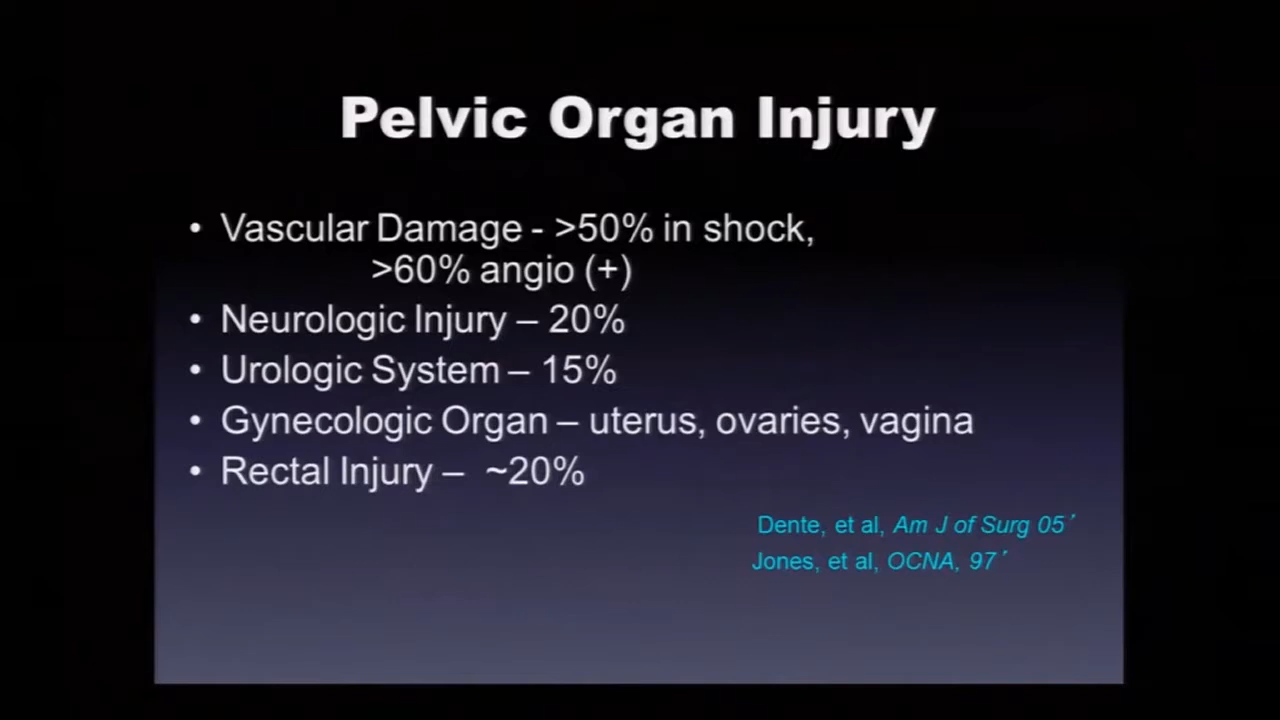 Pelvic Organ Injury
• Vascular Damage - >50% in shock,
>60% angio (+)
• Neurologic Injury – 20%
• Urologic System – 15%
• Gynecologic Organ – uterus, ovaries, vagina
• Rectal Injury – ~20%
Dente, et al, Am J of Surg 05´
Jones, et al, OCNA, 97´